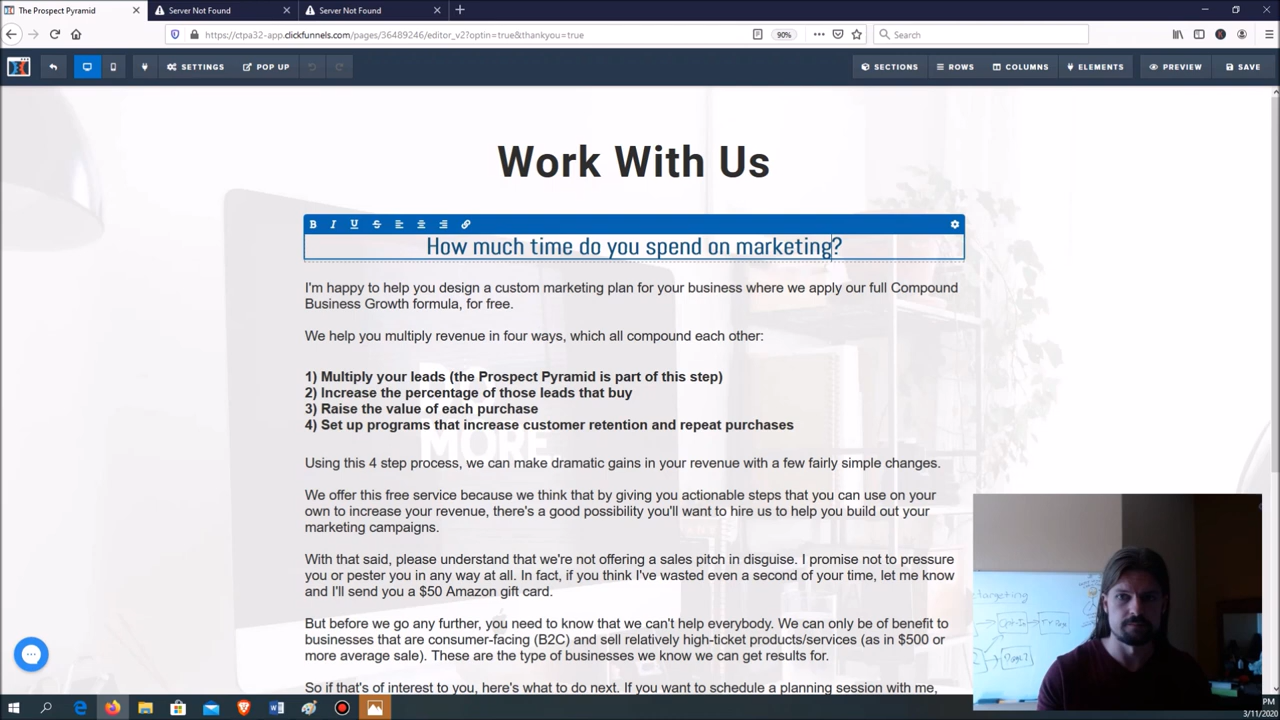 The Prospect Pyramid
Server Not Found
Server Not Found
https://ctpa32-app.clickfunnels.com/pages/36489246/editor_v2?optin=true&thankyou=true
90%
Search
SETTINGS
POP UP
SECTIONS
ROWS
COLUMNS
ELEMENTS
PREVIEW
SAVE
Work With Us
How much time do you spend on marketing?
I'm happy to help you design a custom marketing plan for your business where we apply our full Compound
Business Growth formula, for free.
We help you multiply revenue in four ways, which all compound each other:
1) Multiply your leads (the Prospect Pyramid is part of this step)
2) Increase the percentage of those leads that buy
3) Raise the value of each purchase
4) Set up programs that increase customer retention and repeat purchases
MORE.
Using this 4 step process, we can make dramatic gains in your revenue with a few fairly simple changes.
We offer this free service because we think that by giving you actionable steps that you can use on your
own to increase your revenue, there's a good possibility you'll want to hire us to help you build out your
marketing campaigns.
With that said, please understand that we're not offering a sales pitch in disguise. I promise not to pressure
you or pester you in any way at all. In fact, if you think I've wasted even a second of your time, let me know
and I'll send you a $50 Amazon gift card.
But before we go any further, you need to know that we can't help everybody. We can only be of benefit to
businesses that are consumer-facing (B2C) and sell relatively high-ticket products/services (as in $500 or
more average sale). These are the type of businesses we know we can get results for.
So if that's of interest to you, here's what to do next. If you want to schedule a planning session with me,
PM
3/11/2020